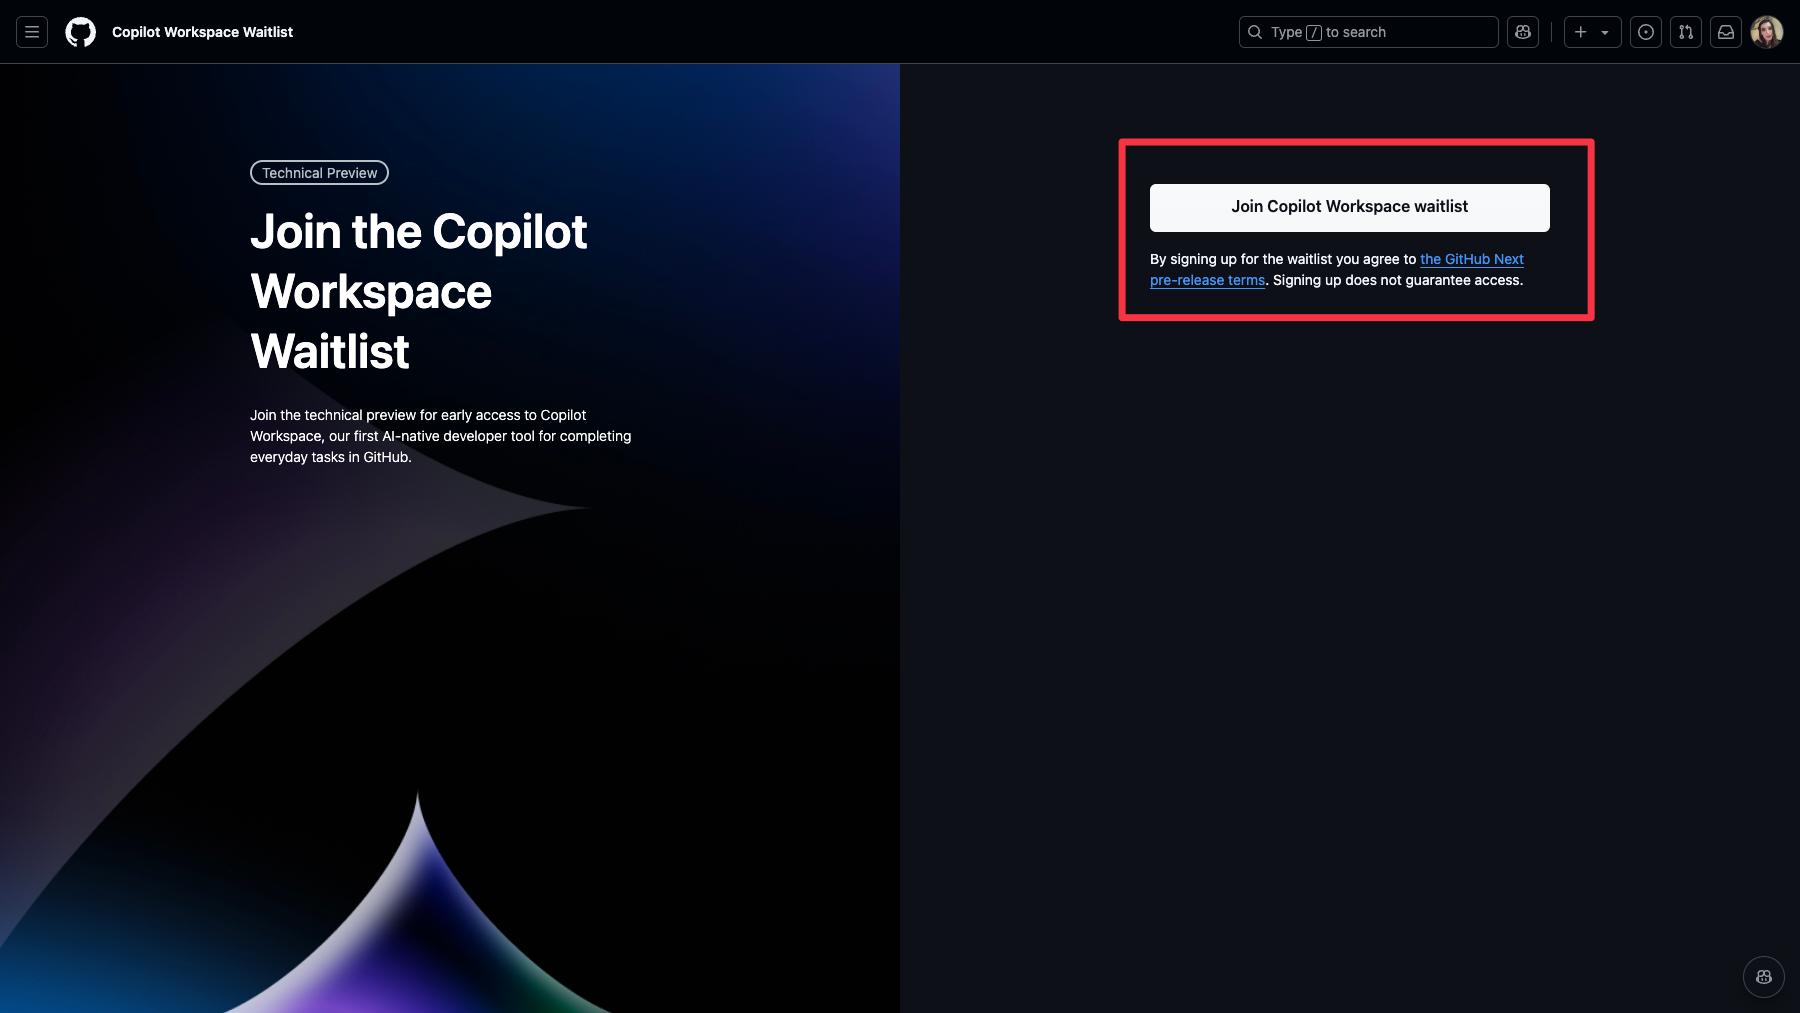 Copilot Workspace Waitlist
Type / to search
Technical Preview
Join the Copilot
Workspace
Waitlist
Join the technical preview for early access to Copilot
Workspace, our first AI-native developer tool for completing
everyday tasks in GitHub.
Join Copilot Workspace waitlist
By signing up for the waitlist you agree to the GitHub Next
pre-release terms. Signing up does not guarantee access.